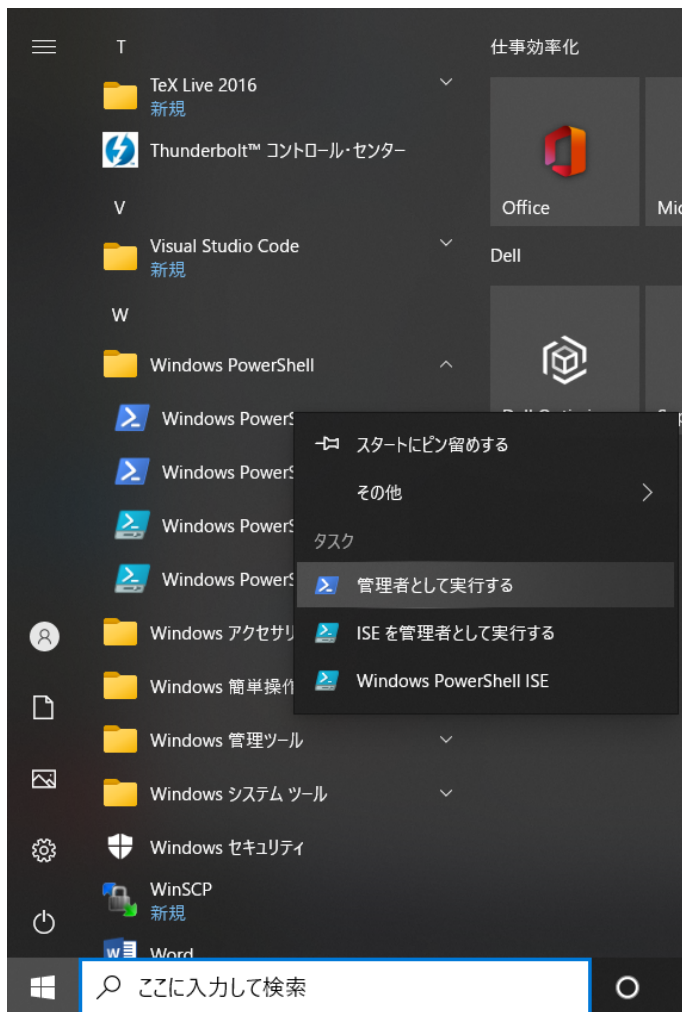 T
TeX Live 2016
新規
Thunderbolt™ コントロール・センター
V
Visual Studio Code
新規
W
Windows PowerShell
Windows PowerS
Windows PowerS
Windows PowerS
Windows PowerS
Windows アクセサリ
Windows 簡単操作
Windows 管理ツール
Windows システム ツール
Windows セキュリティ
WinSCP
新規
Word
仕事効率化
Office
Mic
Dell
スタートにピン留めする
その他
タスク
管理者として実行する
ISE を管理者として実行する
Windows PowerShell ISE
ここに入力して検索